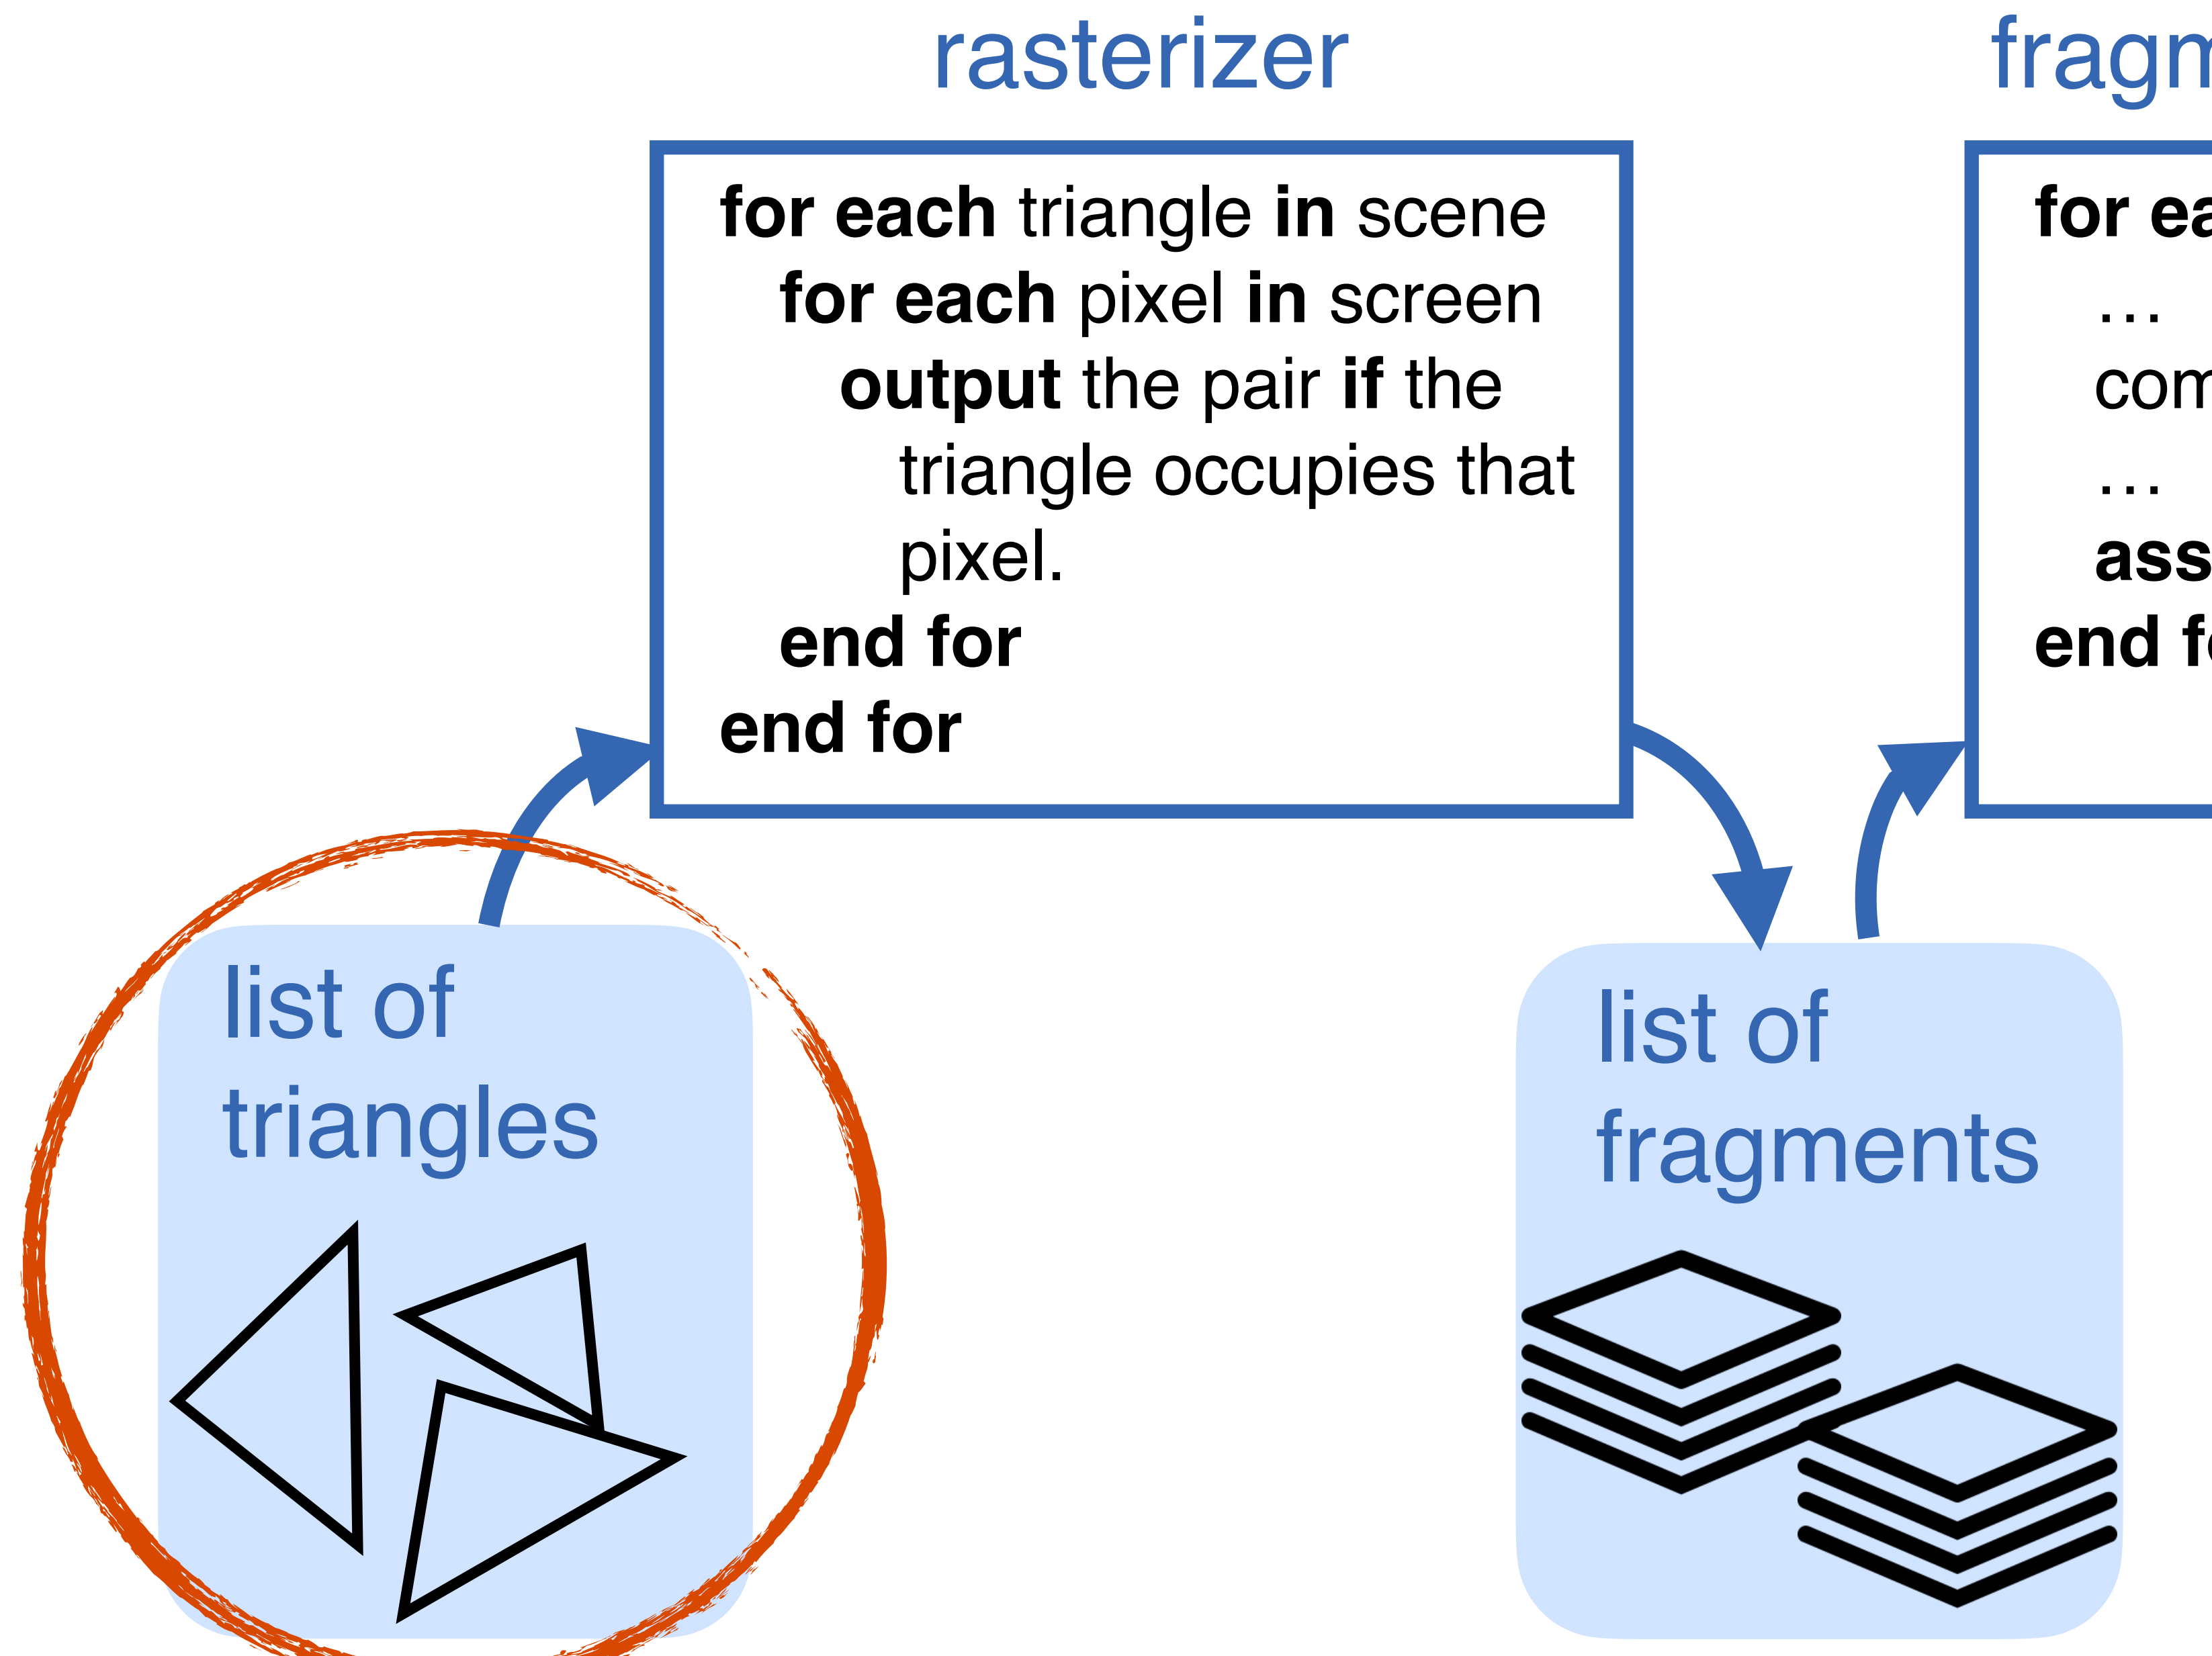 rasterizer
for each triangle in scene
for each pixel in screen
output the pair if the
triangle occupies that
pixel.
end for
end for
list of
triangles
list of
fragments
for
…
…
end